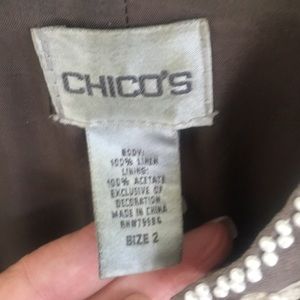 CHICO'S
BODY:
100% LINEN
LINING:
100% ACETATE
EXCLUSIVE OF
DECORATION
MADE IN CHINA
SIZE 2